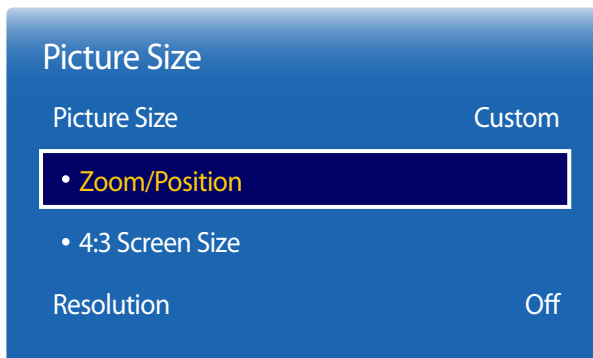 Picture Size
Picture Size Custom
• Zoom/Position
• 4:3 Screen Size
Resolution Off